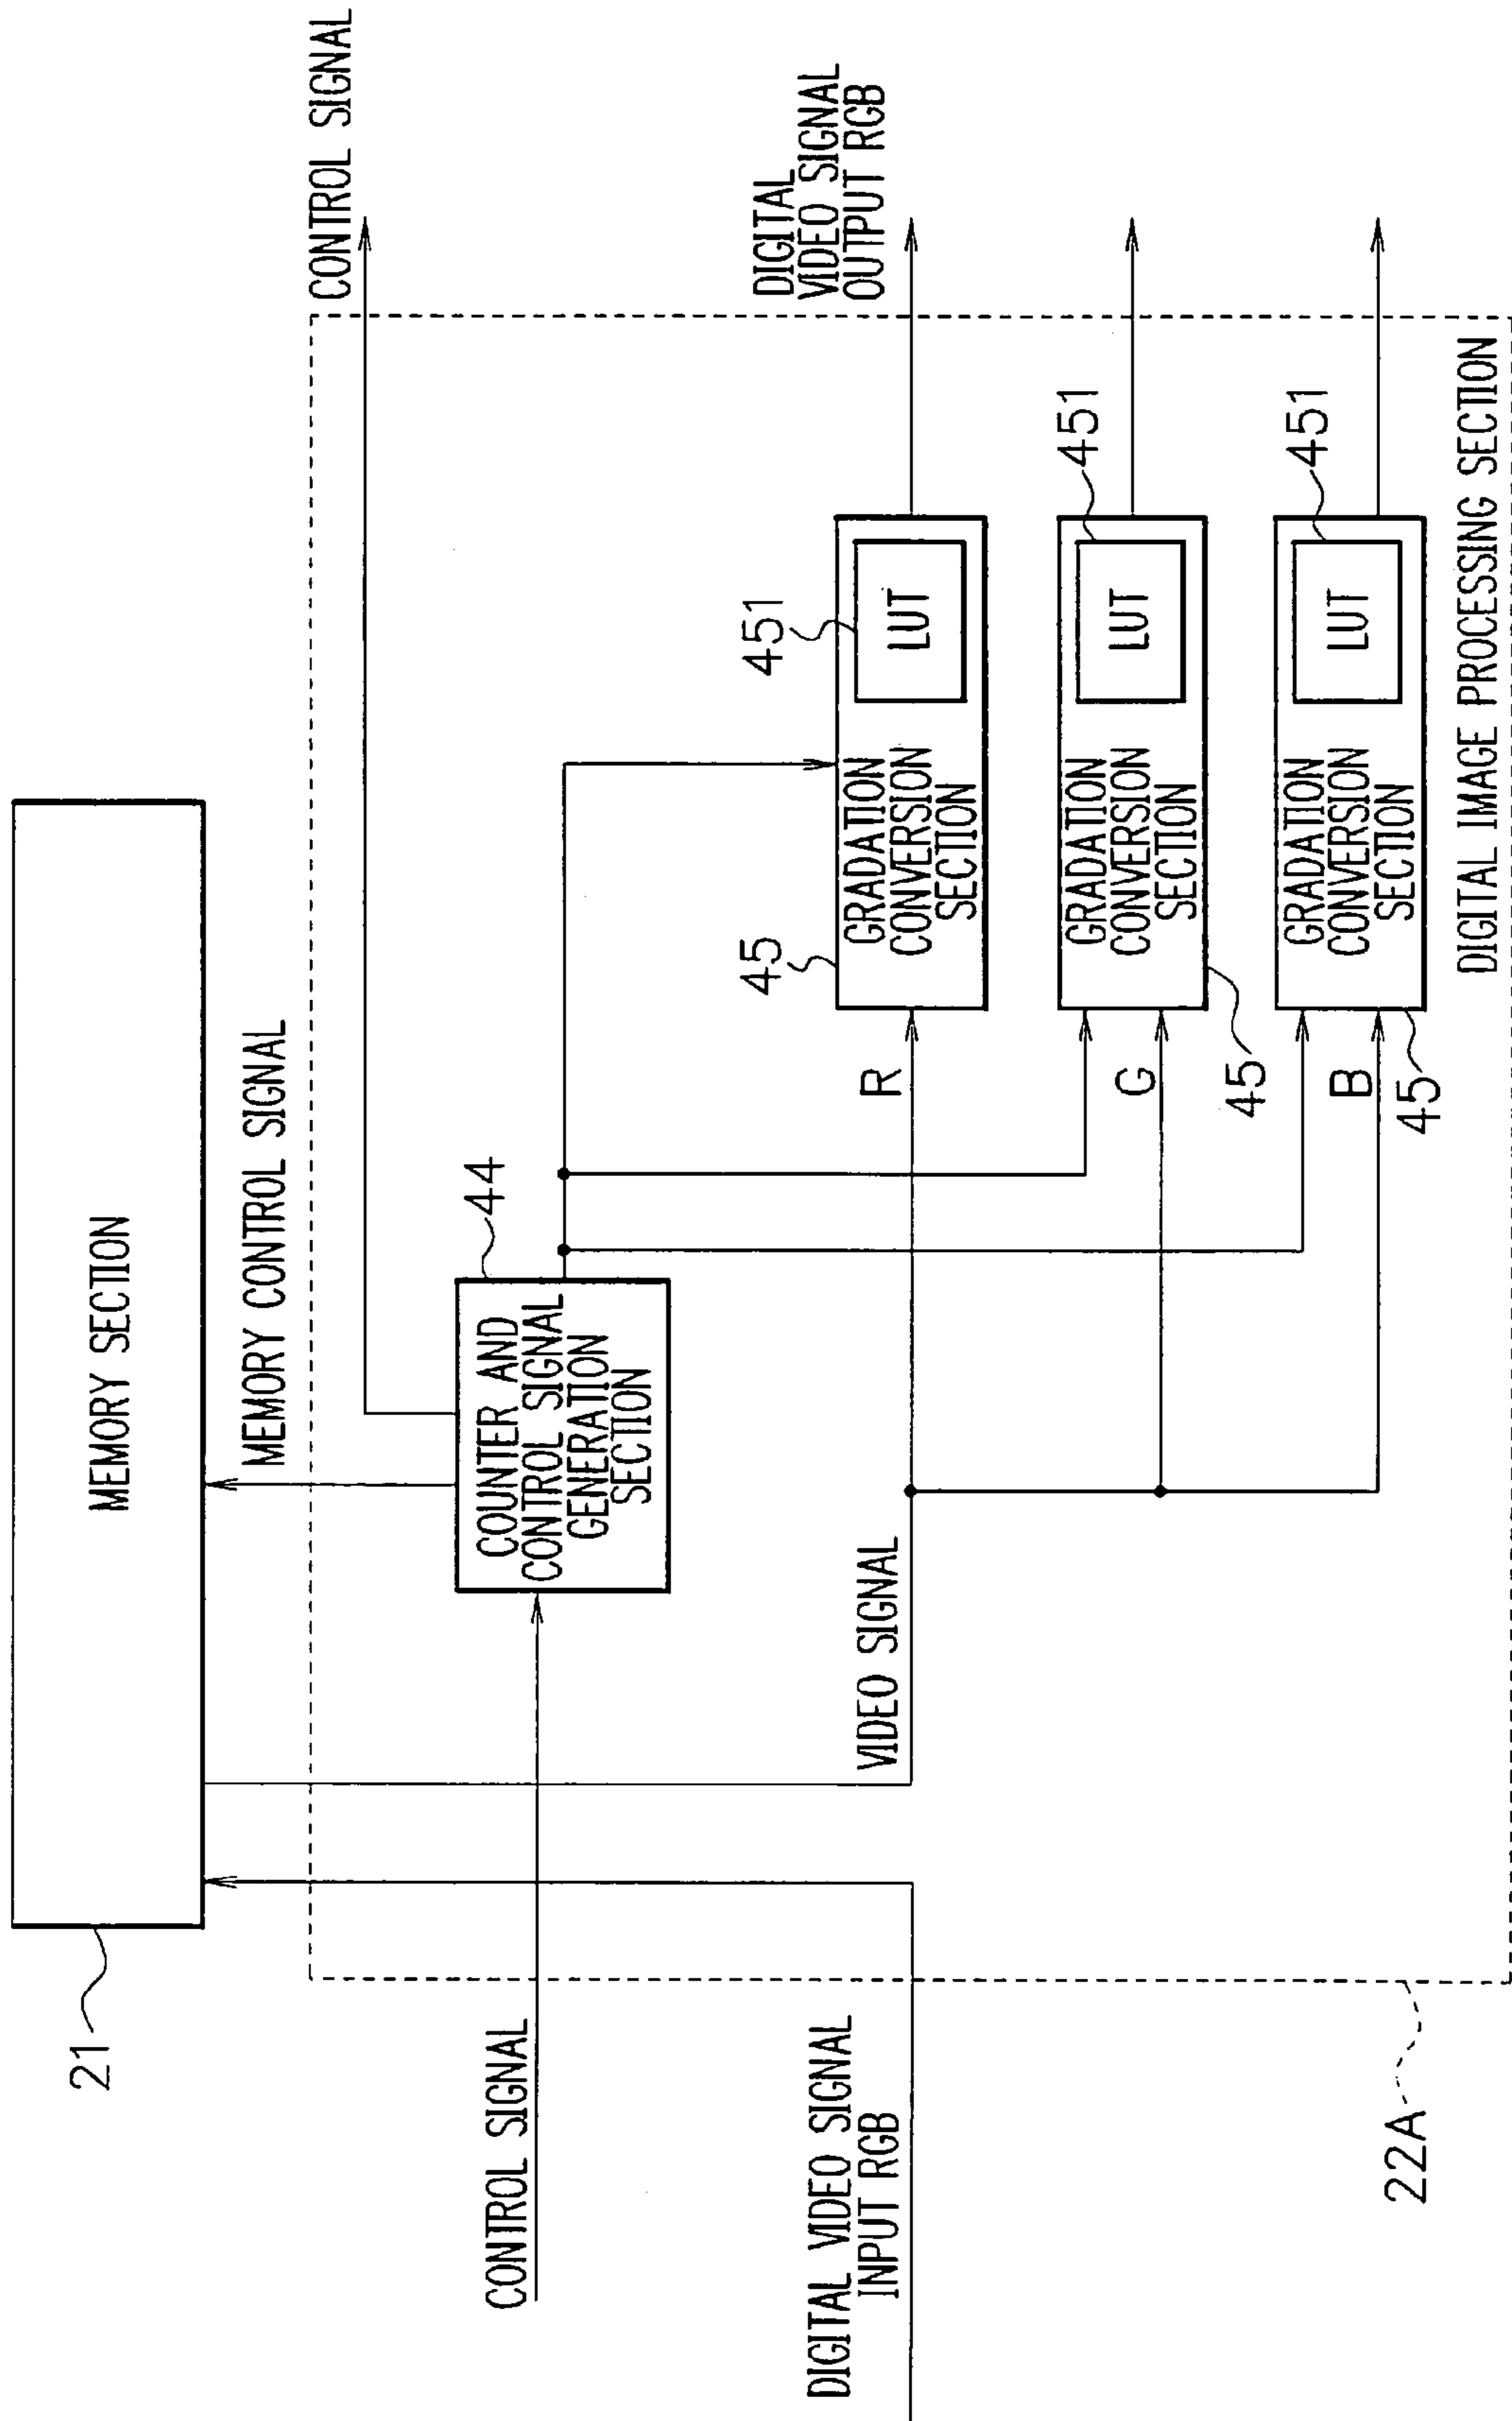 21
MEMORY SECTION
MEMORY CONTROL SIGNAL
CONTROL SIGNAL
CONTROL SIGNAL
COUNTER AND
CONTROL SIGNAL
GENERATION
SECTION
44
DIGITAL VIDEO SIGNAL
INPUT RGB
VIDEO SIGNAL
R
45
GRADATION
CONVERSION
SECTION
451
LUT
DIGITAL
VIDEO SIGNAL
OUTPUT RGB
G
45
GRADATION
CONVERSION
SECTION
LUT
451
B
45
GRADATION
CONVERSION
SECTION
LUT
451
22A
DIGITAL IMAGE PROCESSING SECTION